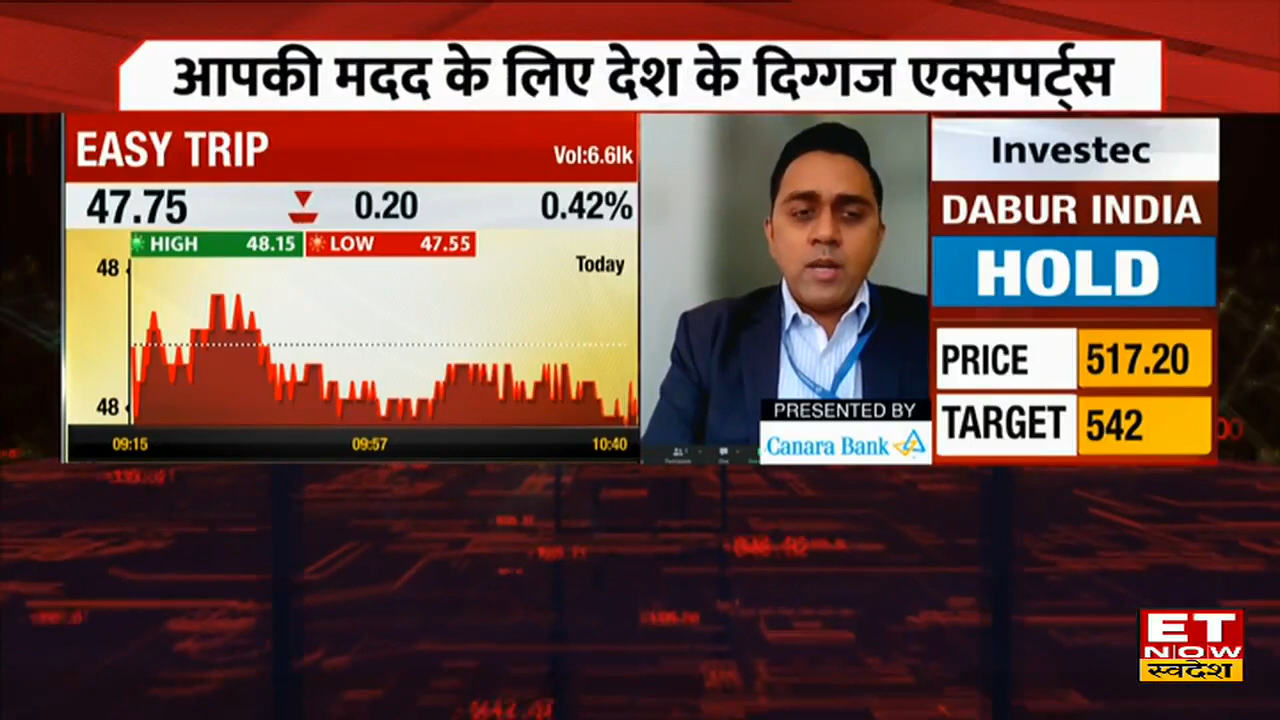 आपकी मदद के लिए देश के दिग्गज एक्सपर्ट्स
EASY TRIP
Vol:6.6lk
47.75
0.20
0.42%
HIGH 48.15
LOW 47.55
Today
48
48
09:15
09:57
10:40
PRESENTED BY
Canara Bank
Investec
DABUR INDIA
HOLD
PRICE 517.20
TARGET 542
ET
NOW
स्वदेश